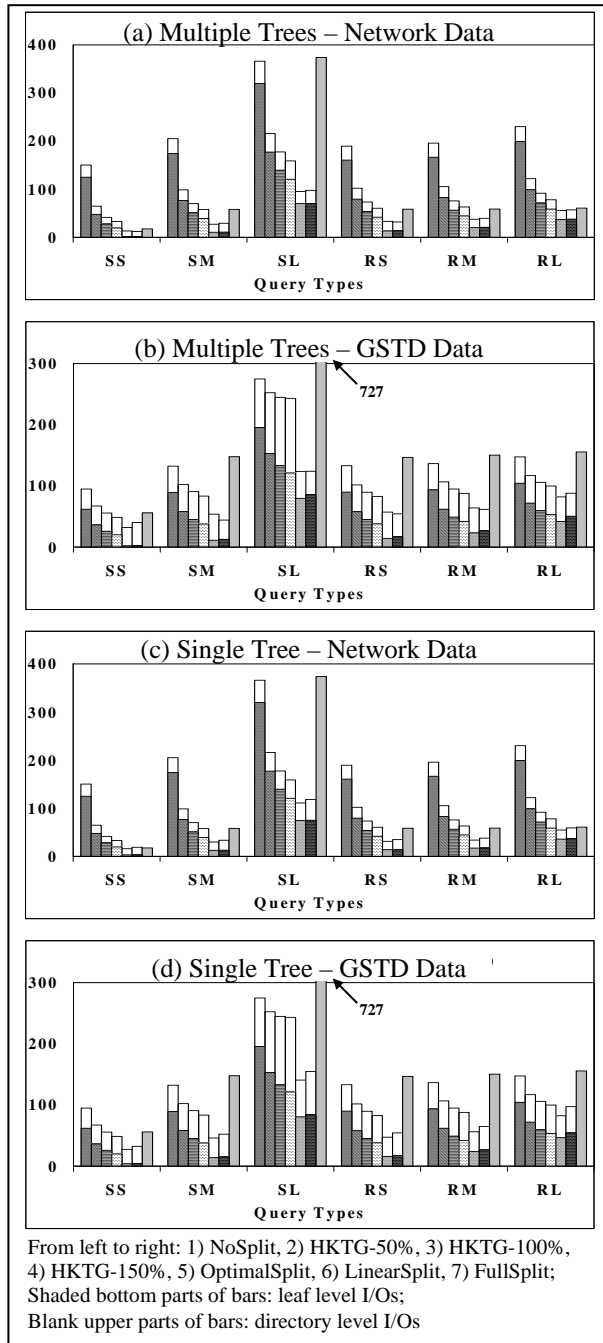 (a) Multiple Trees – Network Data
400
300
200
100
0
SS SM SL RS RM RL
Query Types
(b) Multiple Trees – GSTD Data
300
727
200
100
0
SS SM SL RS RM RL
Query Types
(c) Single Tree – Network Data
400
300
200
100
0
SS SM SL RS RM RL
Query Types
(d) Single Tree – GSTD Data
300
727
200
100
0
SS SM SL RS RM RL
Query Types
From left to right: 1) NoSplit, 2) HKTG-50%, 3) HKTG-100%,
4) HKTG-150%, 5) OptimalSplit, 6) LinearSplit, 7) FullSplit;
Shaded bottom parts of bars: leaf level I/Os;
Blank upper parts of bars: directory level I/Os